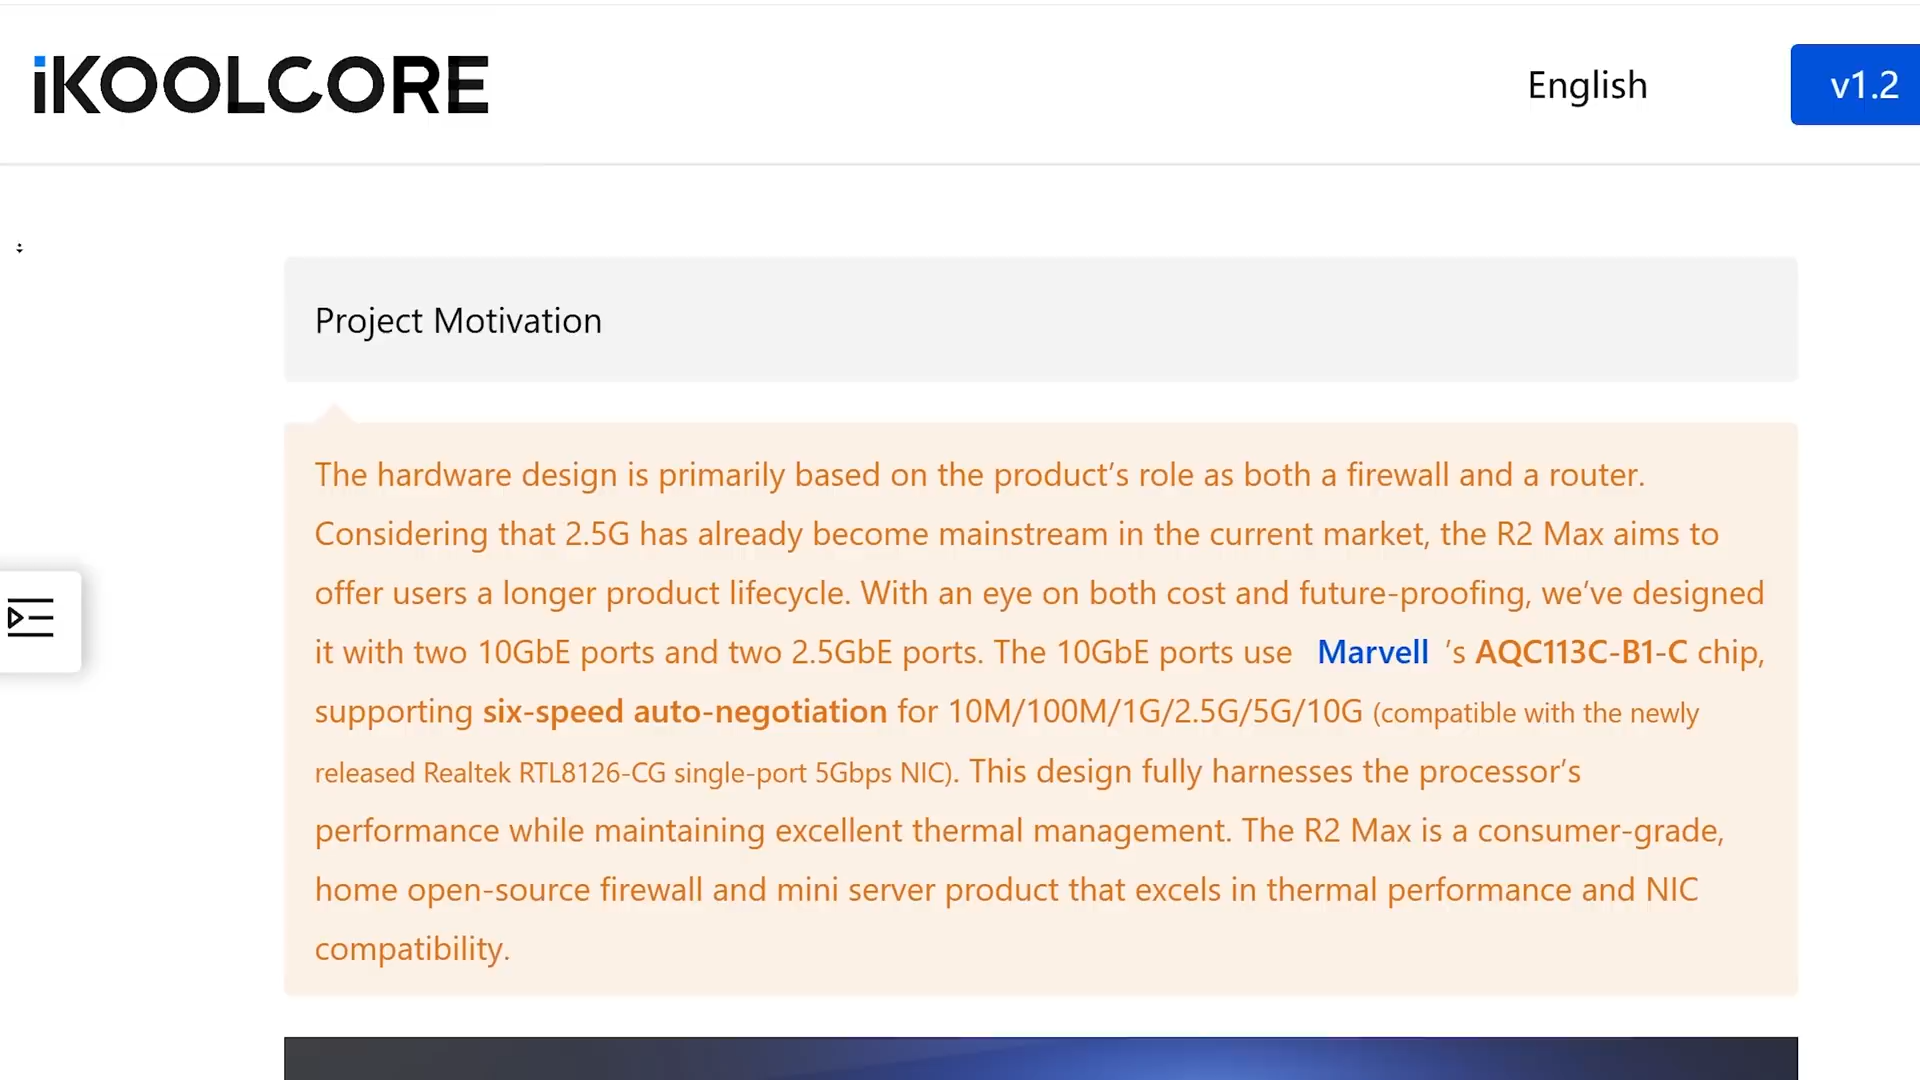 iKOOLCORE
English
v1.2
Project Motivation
The hardware design is primarily based on the product’s role as both a firewall and a router.
Considering that 2.5G has already become mainstream in the current market, the R2 Max aims to
offer users a longer product lifecycle. With an eye on both cost and future-proofing, we’ve designed
it with two 10GbE ports and two 2.5GbE ports. The 10GbE ports use Marvell ’s AQC113C-B1-C chip,
supporting six-speed auto-negotiation for 10M/100M/1G/2.5G/5G/10G (compatible with the newly
released Realtek RTL8126-CG single-port 5Gbps NIC). This design fully harnesses the processor’s
performance while maintaining excellent thermal management. The R2 Max is a consumer-grade,
home open-source firewall and mini server product that excels in thermal performance and NIC
compatibility.